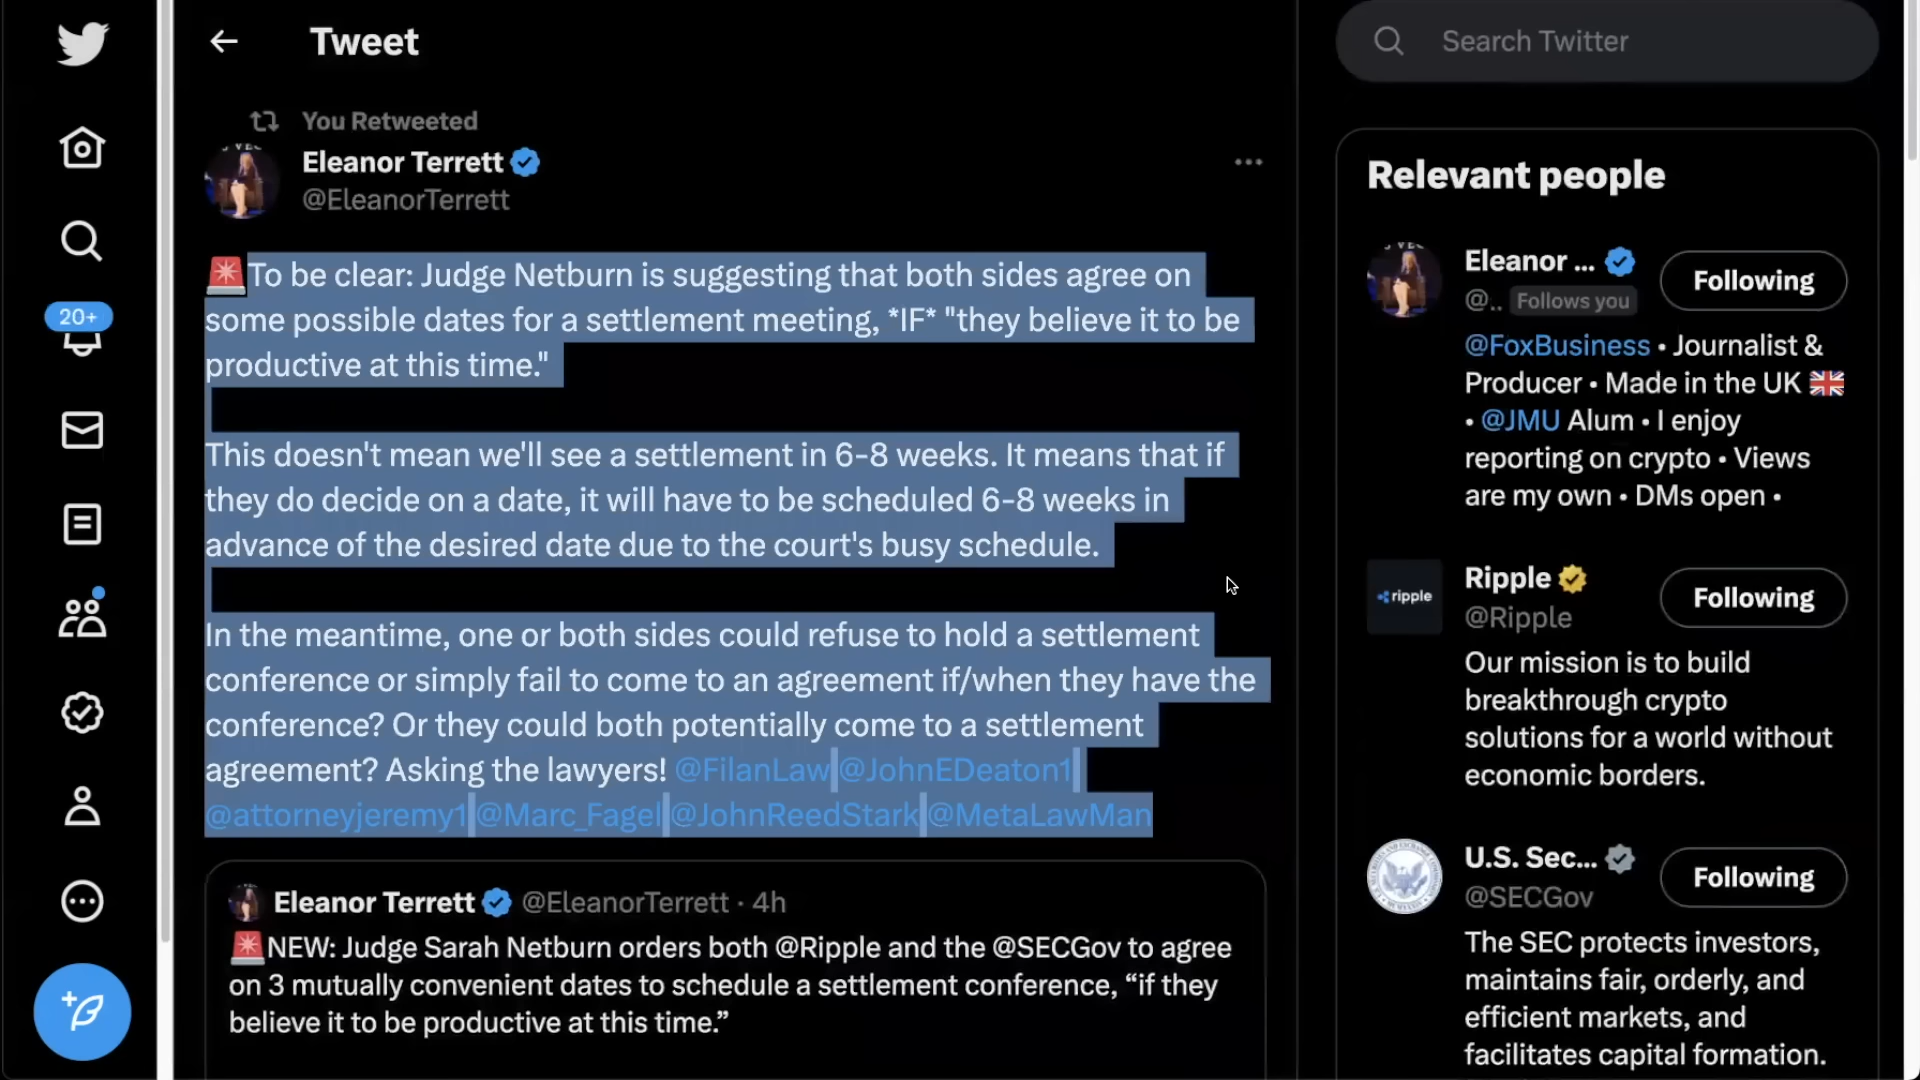 Tweet
Search Twitter
You Retweeted
Eleanor Terrett
@EleanorTerrett
🚨To be clear: Judge Netburn is suggesting that both sides agree on
some possible dates for a settlement meeting, *IF* "they believe it to be
productive at this time."
This doesn't mean we'll see a settlement in 6-8 weeks. It means that if
they do decide on a date, it will have to be scheduled 6-8 weeks in
advance of the desired date due to the court's busy schedule.
In the meantime, one or both sides could refuse to hold a settlement
conference or simply fail to come to an agreement if/when they have the
conference? Or they could both potentially come to a settlement
agreement? Asking the lawyers! @FilanLaw @JohnEDeaton1
@attorneyjeremy1 @Marc_Fagel @JohnReedStark @MetaLawMan
Eleanor Terrett @EleanorTerrett · 4h
🚨NEW: Judge Sarah Netburn orders both @Ripple and the @SECGov to agree
on 3 mutually convenient dates to schedule a settlement conference, “if they
believe it to be productive at this time.”
20+
Relevant people
Eleanor ...
Following
@.. Follows you
@FoxBusiness • Journalist &
Producer • Made in the UK 🇬🇧
• @JMU Alum • I enjoy
reporting on crypto • Views
are my own • DMs open •
ripple
Ripple
Following
@Ripple
Our mission is to build
breakthrough crypto
solutions for a world without
economic borders.
U.S. Sec...
Following
@SECGov
The SEC protects investors,
maintains fair, orderly, and
efficient markets, and
facilitates capital formation.